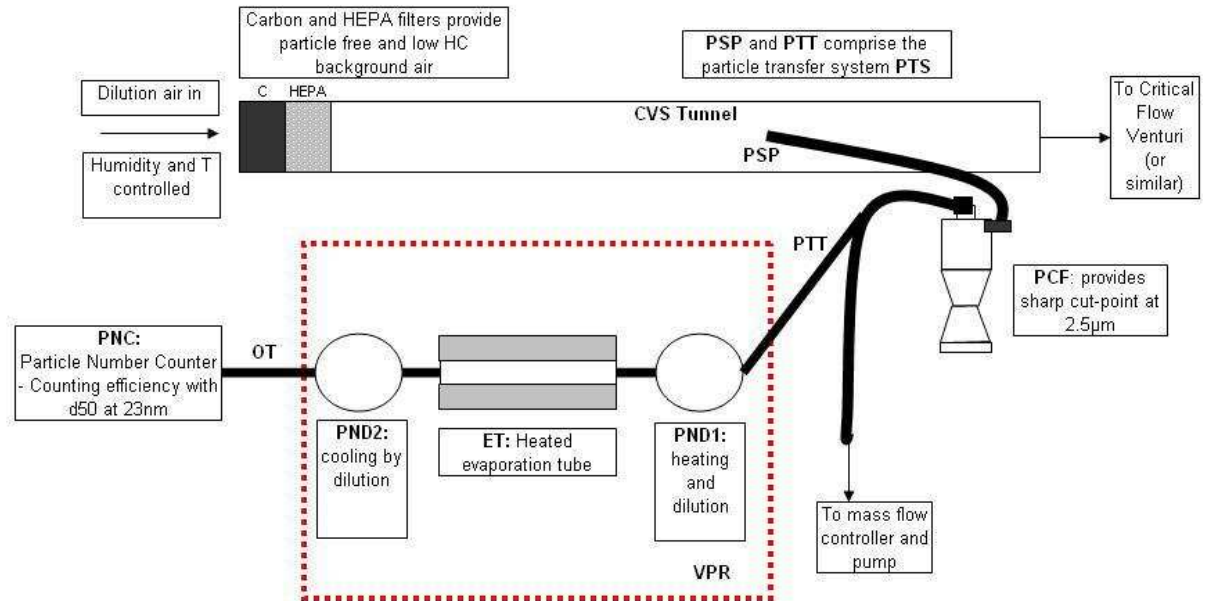 Carbon and HEPA filters provide
particle free and low HC
background air
PSP and PTT comprise the
particle transfer system PTS
Dilution air in
C HEPA
CVS Tunnel
To Critical
Flow
Venturi
(or
similar)
PSP
Humidity and T
controlled
PTT
PCF: provides
sharp cut-point at
2.5µm
PNC:
Particle Number Counter
- Counting efficiency with
d50 at 23nm
OT
PND2:
cooling by
dilution
ET: Heated
evaporation tube
PND1:
heating
and
dilution
To mass flow
controller and
pump
VPR